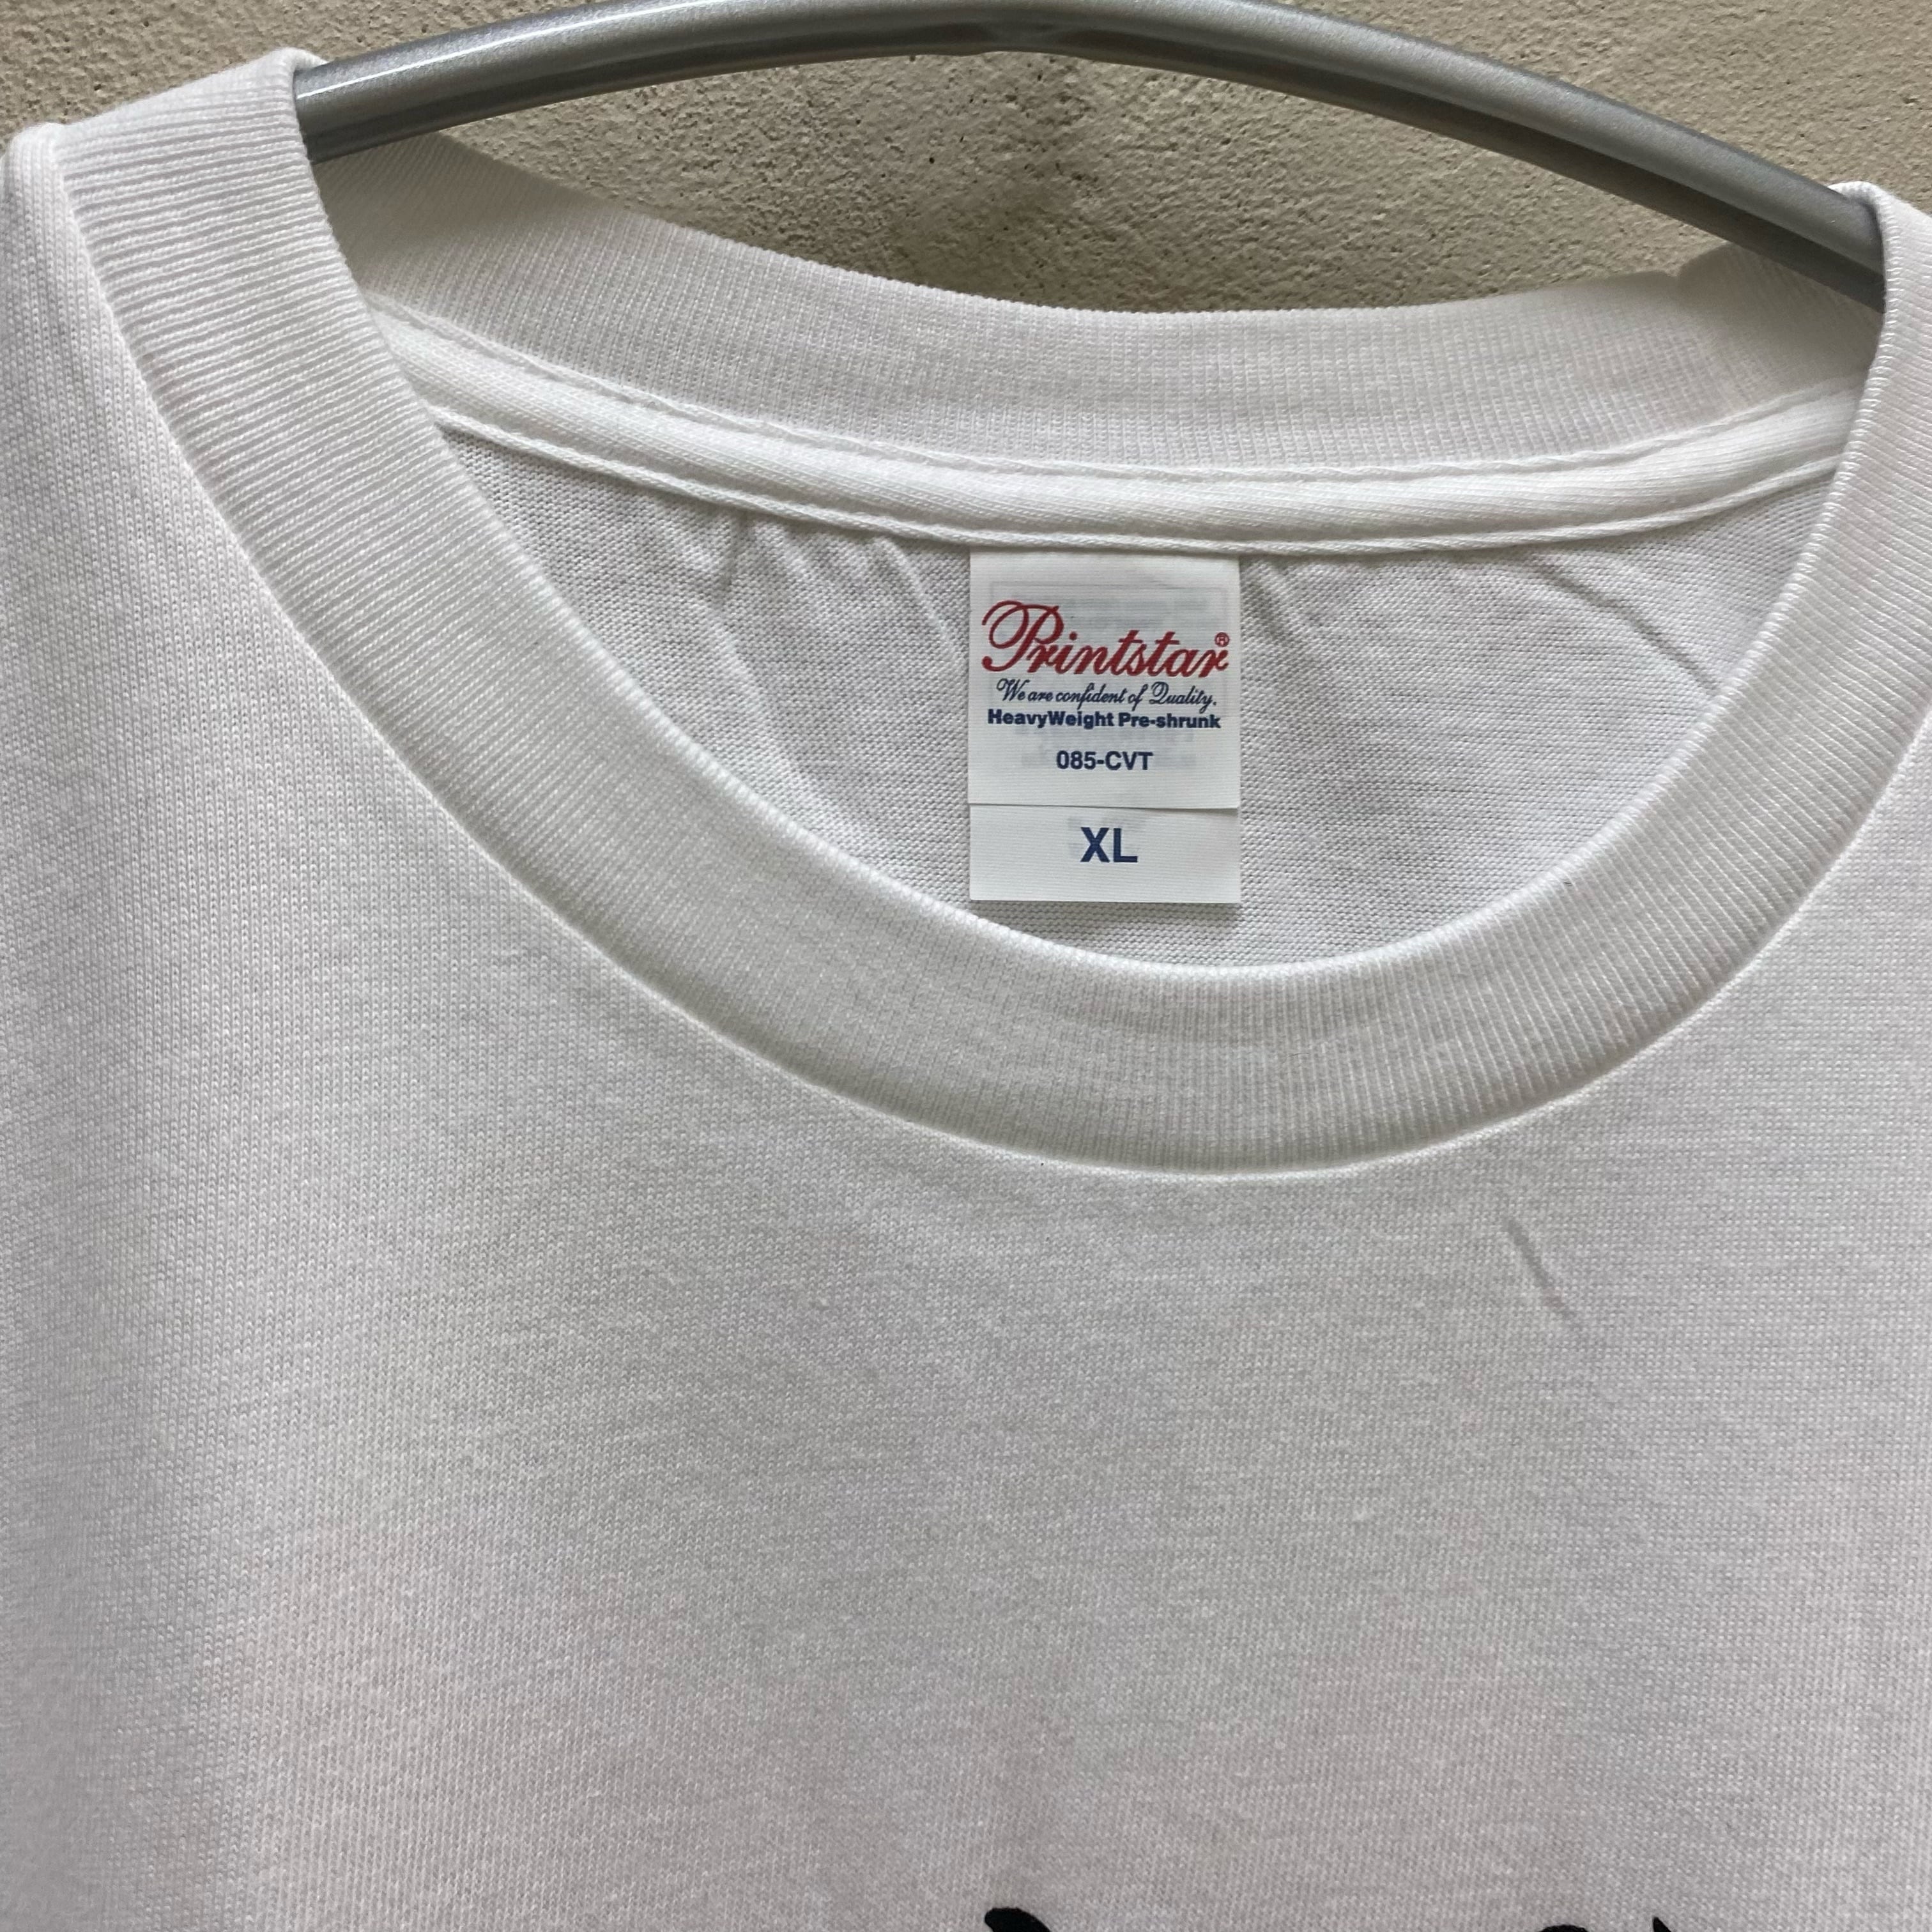 Printstar®
We are confident of Quality.
HeavyWeight Pre-shrunk
085-CVT
XL